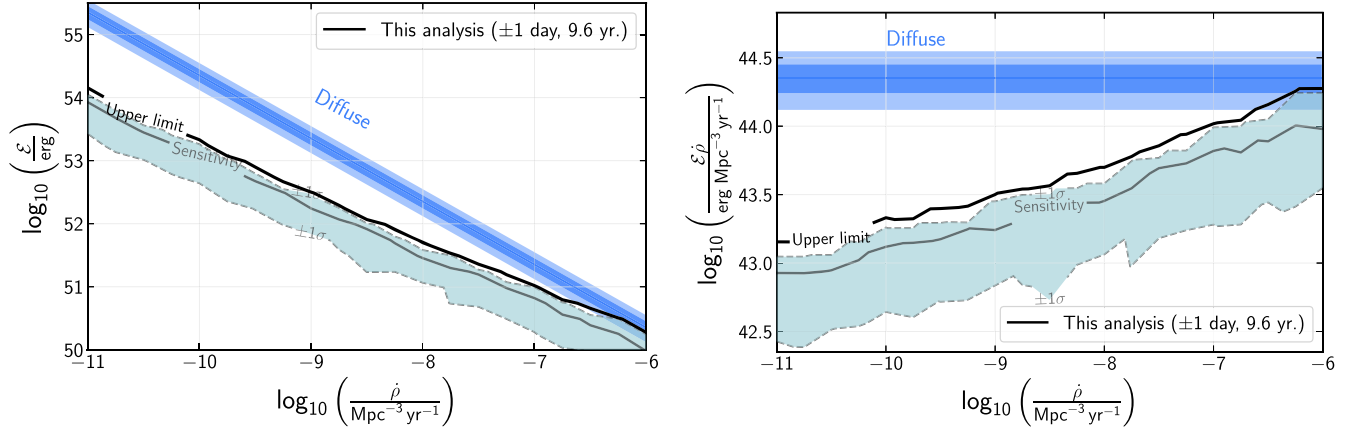 This analysis (±1 day, 9.6 yr.)
55
54
53
52
51
50
log₁₀ (ℰ/erg)
Diffuse
Upper limit
Sensitivity
±1σ
±1σ
−11
−10
−9
−8
−7
−6
log₁₀ (ρ̇/Mpc⁻³ yr⁻¹)
Diffuse
44.5
44.0
43.5
43.0
42.5
log₁₀ (ℰρ̇/erg Mpc⁻³ yr⁻¹)
±1σ
Sensitivity
Upper limit
±1σ
This analysis (±1 day, 9.6 yr.)
−11
−10
−9
−8
−7
−6
log₁₀ (ρ̇/Mpc⁻³ yr⁻¹)